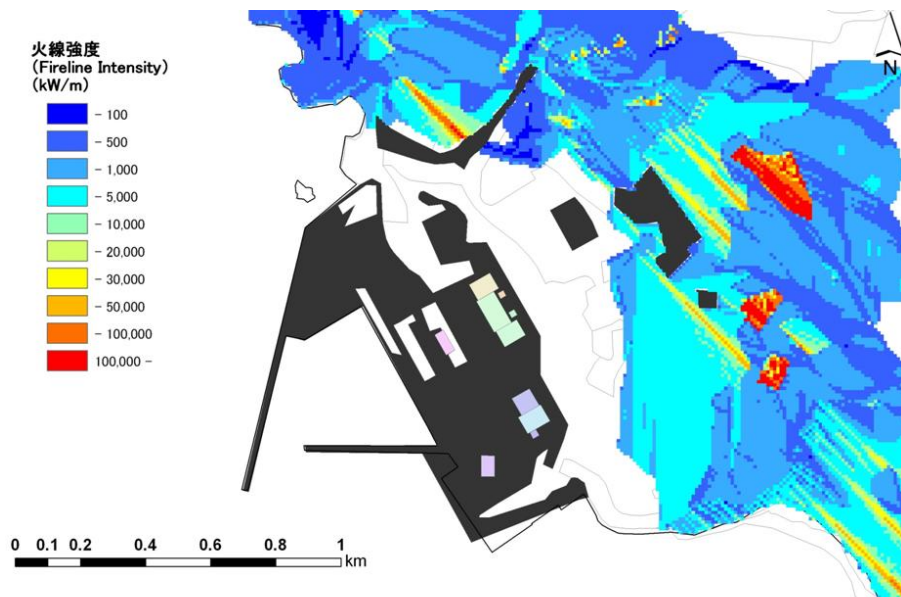 火線強度
(Fireline Intensity)
(kW/m)
- 100
- 500
- 1,000
- 5,000
- 10,000
- 20,000
- 30,000
- 50,000
- 100,000
100,000 -
N
0 0.1 0.2 0.4 0.6 0.8 1
km